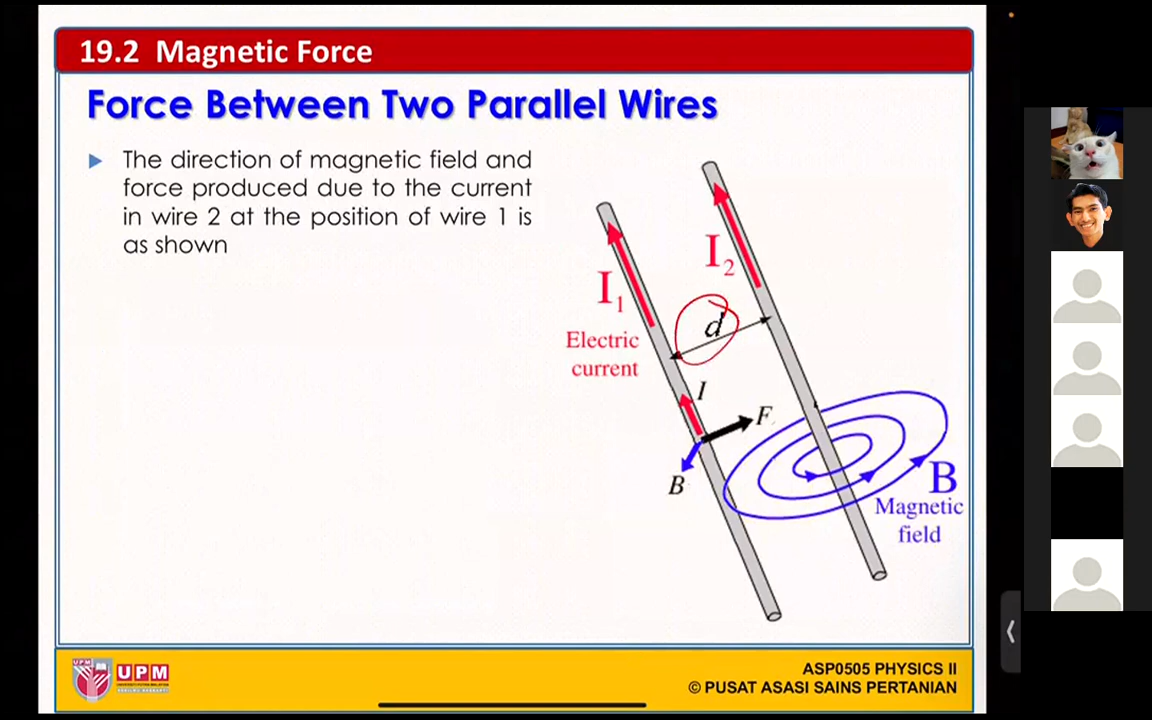 19.2 Magnetic Force
Force Between Two Parallel Wires
The direction of magnetic field and
force produced due to the current
in wire 2 at the position of wire 1 is
as shown
I₂
I₁
d
Electric
current
I
F
B
B
Magnetic
field
UPM
UPM
ASP0505 PHYSICS II
© PUSAT ASASI SAINS PERTANIAN